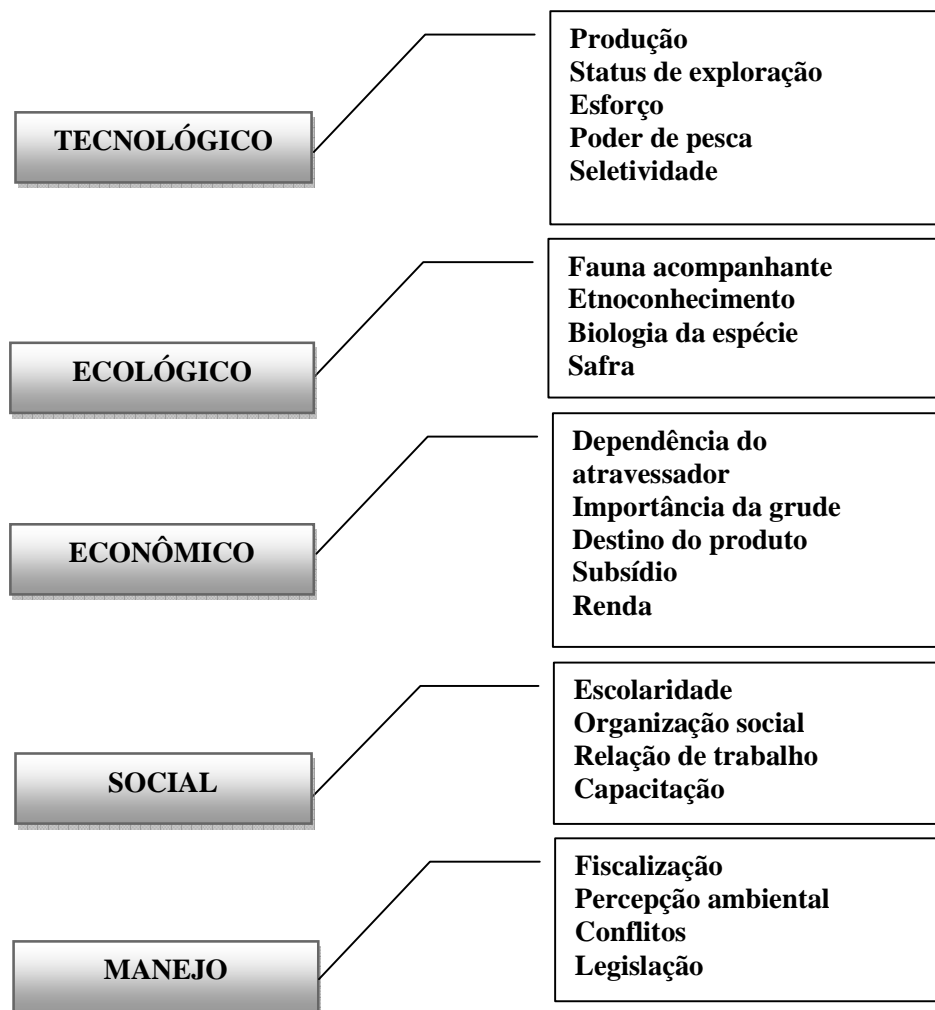 TECNOLÓGICO
Produção
Status de exploração
Esforço
Poder de pesca
Seletividade
ECOLÓGICO
Fauna acompanhante
Etnoconhecimento
Biologia da espécie
Safra
ECONÔMICO
Dependência do
atravessador
Importância da grude
Destino do produto
Subsídio
Renda
SOCIAL
Escolaridade
Organização social
Relação de trabalho
Capacitação
MANEJO
Fiscalização
Percepção ambiental
Conflitos
Legislação